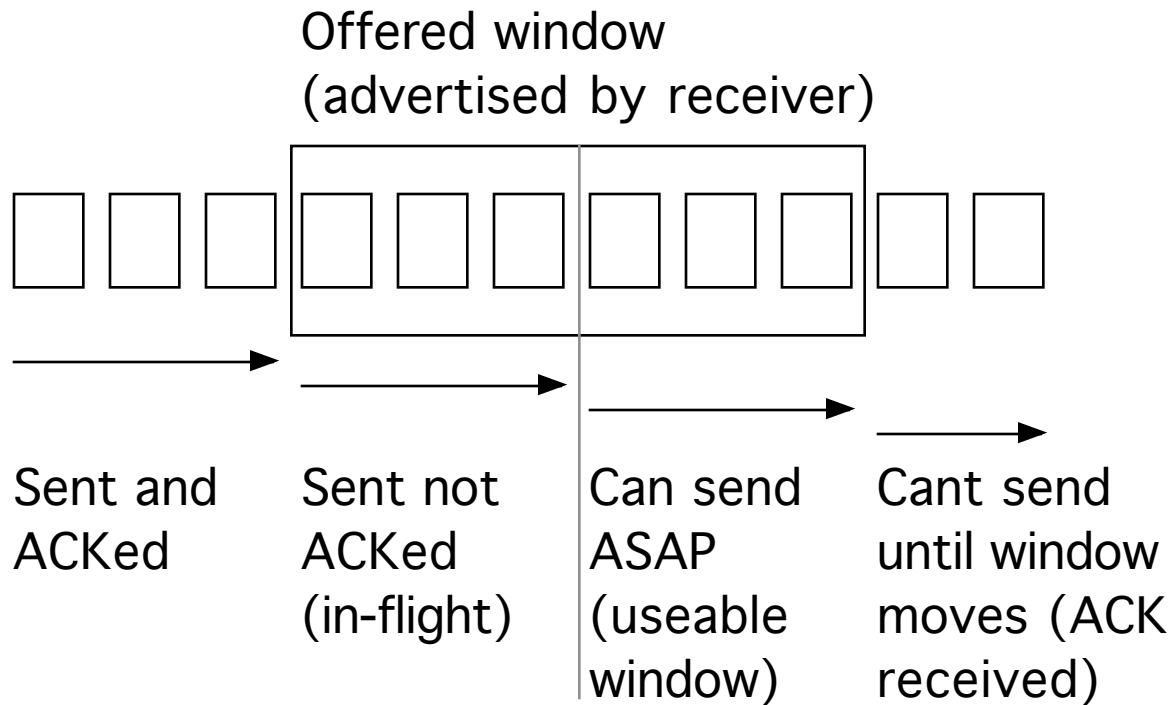 Offered window
(advertised by receiver)
Sent and
ACKed
Sent not
ACKed
(in-flight)
Can send
ASAP
(useable
window)
Cant send
until window
moves (ACK
received)